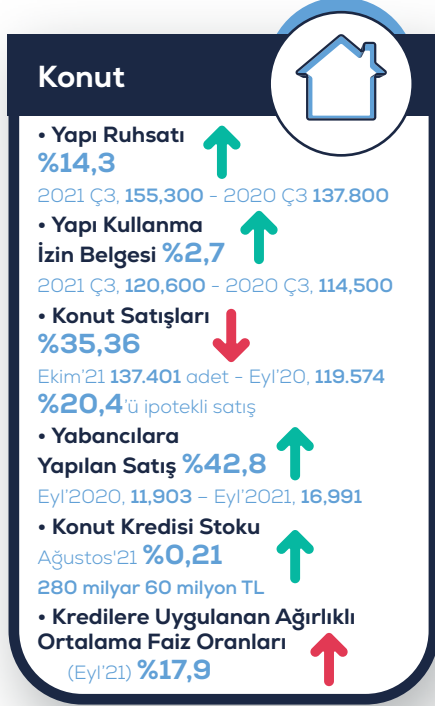 Konut
• Yapı Ruhsatı
%14,3
2021 Ç3, 155,300 - 2020 Ç3 137.800
• Yapı Kullanma
İzin Belgesi %2,7
2021 Ç3, 120,600 - 2020 Ç3, 114,500
• Konut Satışları
%35,36
Ekim'21 137.401 adet - Eyl'20, 119.574
%20,4'ü ipotekli satış
• Yabancılara
Yapılan Satış %42,8
Eyl'2020, 11,903 – Eyl'2021, 16,991
• Konut Kredisi Stoku
Ağustos'21 %0,21
280 milyar 60 milyon TL
• Kredilere Uygulanan Ağırlıklı
Ortalama Faiz Oranları
(Eyl'21) %17,9